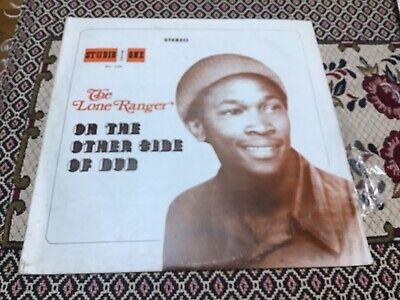 STEREO
STUDIO ONE
The
Lone Ranger
ON THE
OTHER SIDE
OF DUB